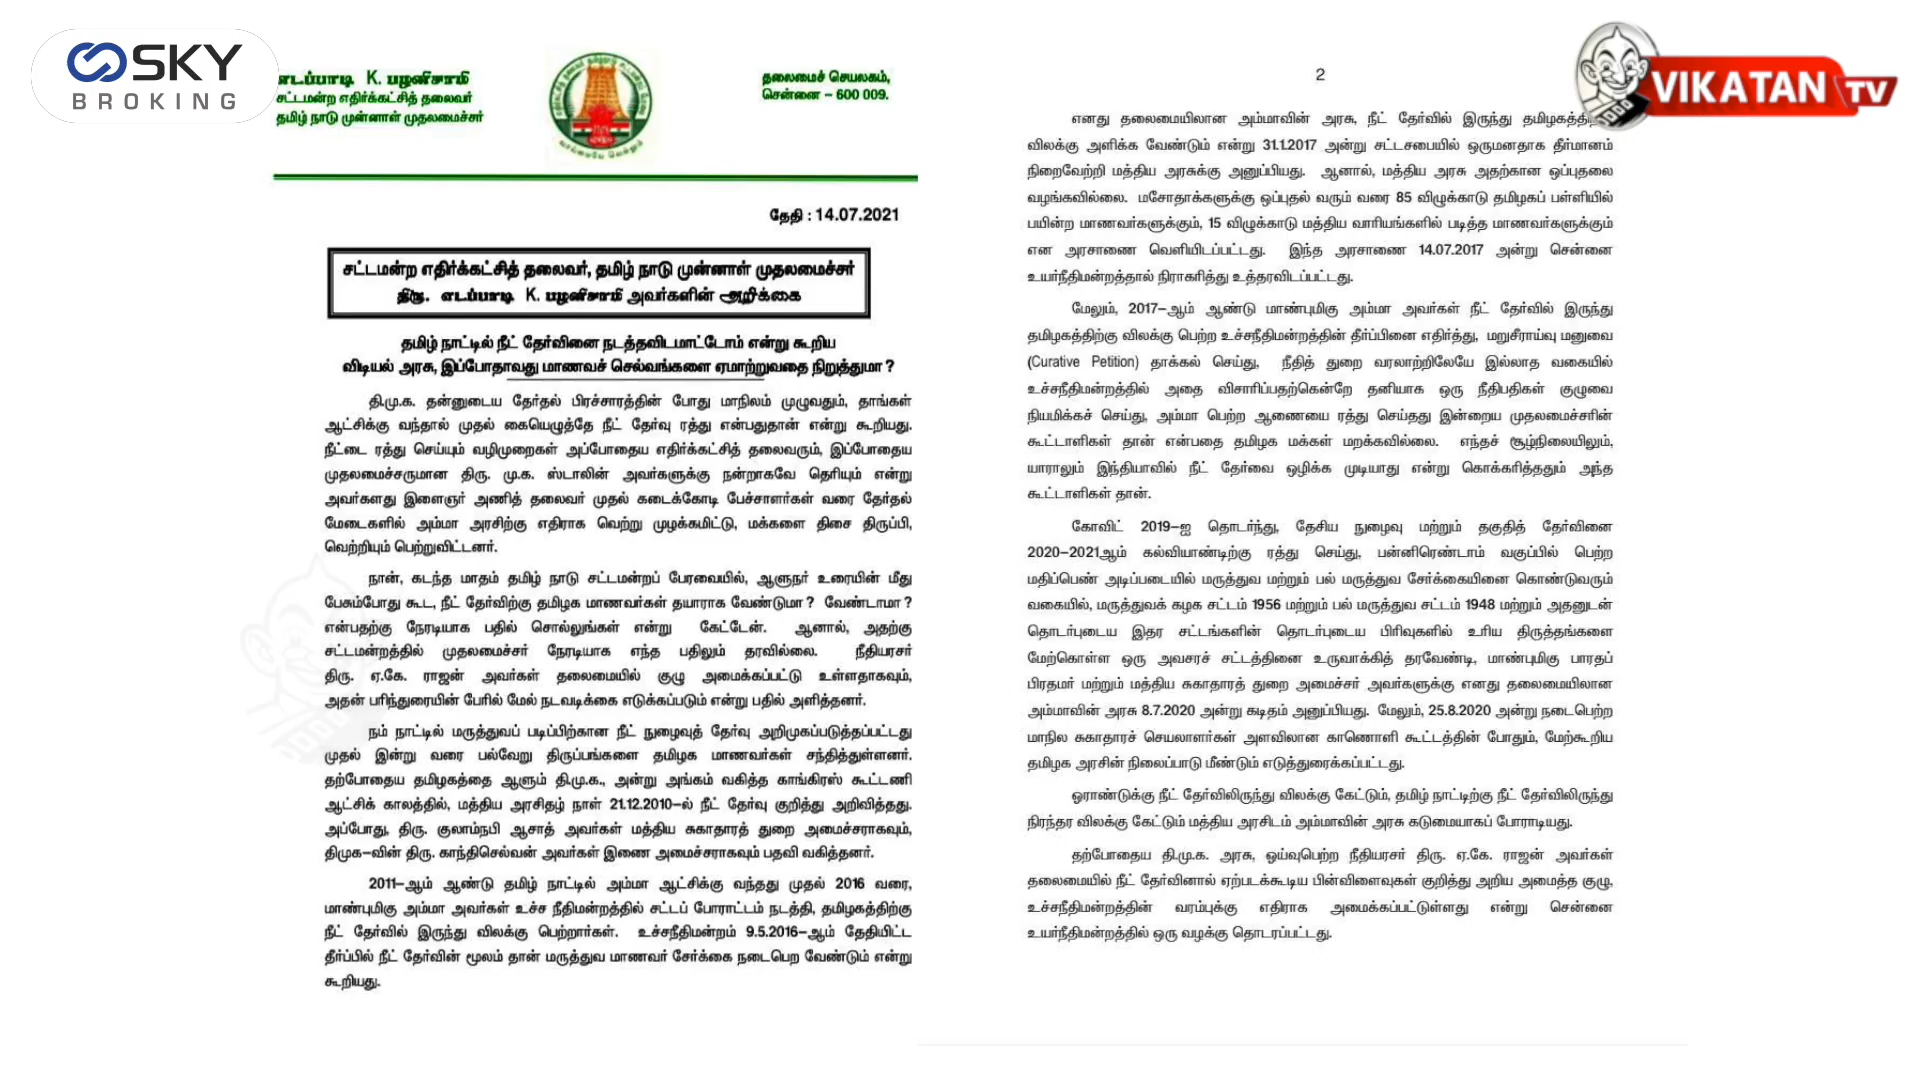 SKY
BROKING
எடப்பாடி K. பழனிசாமி
சட்டமன்ற எதிர்க்கட்சித் தலைவர்
தமிழ் நாடு முன்னாள் முதலமைச்சர்
வாய்மையே வெல்லும்
தலைமைச் செயலகம்,
சென்னை – 600 009.
தேதி : 14.07.2021
சட்டமன்ற எதிர்க்கட்சித் தலைவர், தமிழ் நாடு முன்னாள் முதலமைச்சர்
திரு. எடப்பாடி K. பழனிசாமி அவர்களின் அறிக்கை
தமிழ் நாட்டில் நீட் தேர்வினை நடத்தவிடமாட்டோம் என்று கூறிய
விடியல் அரசு, இப்போதாவது மாணவச் செல்வங்களை ஏமாற்றுவதை நிறுத்துமா ?
தி.மு.க. தன்னுடைய தேர்தல் பிரச்சாரத்தின் போது மாநிலம் முழுவதும், தாங்கள்
ஆட்சிக்கு வந்தால் முதல் கையெழுத்தே நீட் தேர்வு ரத்து என்பதுதான் என்று கூறியது.
நீட்டை ரத்து செய்யும் வழிமுறைகள் அப்போதைய எதிர்க்கட்சித் தலைவரும், இப்போதைய
முதலமைச்சருமான திரு. மு.க. ஸ்டாலின் அவர்களுக்கு நன்றாகவே தெரியும் என்று
அவர்களது இளைஞர் அணித் தலைவர் முதல் கடைக்கோடி பேச்சாளர்கள் வரை தேர்தல்
மேடைகளில் அம்மா அரசிற்கு எதிராக வெற்று முழக்கமிட்டு, மக்களை திசை திருப்பி,
வெற்றியும் பெற்றுவிட்டனர்.
நான், கடந்த மாதம் தமிழ் நாடு சட்டமன்றப் பேரவையில், ஆளுநர் உரையின் மீது
பேசும்போது கூட, நீட் தேர்விற்கு தமிழக மாணவர்கள் தயாராக வேண்டுமா ? வேண்டாமா ?
என்பதற்கு நேரடியாக பதில் சொல்லுங்கள் என்று கேட்டேன். ஆனால், அதற்கு
சட்டமன்றத்தில் முதலமைச்சர் நேரடியாக எந்த பதிலும் தரவில்லை. நீதியரசர்
திரு. ஏ.கே. ராஜன் அவர்கள் தலைமையில் குழு அமைக்கப்பட்டு உள்ளதாகவும்,
அதன் பரிந்துரையின் பேரில் மேல் நடவடிக்கை எடுக்கப்படும் என்று பதில் அளித்தனர்.
நம் நாட்டில் மருத்துவப் படிப்பிற்கான நீட் நுழைவுத் தேர்வு அறிமுகப்படுத்தப்பட்டது
முதல் இன்று வரை பல்வேறு திருப்பங்களை தமிழக மாணவர்கள் சந்தித்துள்ளனர்.
தற்போதைய தமிழகத்தை ஆளும் தி.மு.க., அன்று அங்கம் வகித்த காங்கிரஸ் கூட்டணி
ஆட்சிக் காலத்தில், மத்திய அரசிதழ் நாள் 21.12.2010–ல் நீட் தேர்வு குறித்து அறிவித்தது.
அப்போது, திரு. குலாம்நபி ஆசாத் அவர்கள் மத்திய சுகாதாரத் துறை அமைச்சராகவும்,
திமுக–வின் திரு. காந்திசெல்வன் அவர்கள் இணை அமைச்சராகவும் பதவி வகித்தனர்.
2011–ஆம் ஆண்டு தமிழ் நாட்டில் அம்மா ஆட்சிக்கு வந்தது முதல் 2016 வரை,
மாண்புமிகு அம்மா அவர்கள் உச்ச நீதிமன்றத்தில் சட்டப் போராட்டம் நடத்தி, தமிழகத்திற்கு
நீட் தேர்வில் இருந்து விலக்கு பெற்றார்கள். உச்சநீதிமன்றம் 9.5.2016–ஆம் தேதியிட்ட
தீர்ப்பில் நீட் தேர்வின் மூலம் தான் மருத்துவ மாணவர் சேர்க்கை நடைபெற வேண்டும் என்று
கூறியது.
VIKATAN TV
2
எனது தலைமையிலான அம்மாவின் அரசு, நீட் தேர்வில் இருந்து
விலக்கு அளிக்க வேண்டும் என்று 31.1.2017 அன்று சட்டசபையில் ஒருமனதாக தீர்மானம்
நிறைவேற்றி மத்திய அரசுக்கு அனுப்பியது. ஆனால், மத்திய அரசு அதற்கான ஒப்புதலை
வழங்கவில்லை. மசோதாக்களுக்கு ஒப்புதல் வரும் வரை 85 விழுக்காடு தமிழகப் பள்ளியில்
பயின்ற மாணவர்களுக்கும், 15 விழுக்காடு மத்திய வாரியங்களில் படித்த மாணவர்களுக்கும்
என அரசாணை வெளியிடப்பட்டது. இந்த அரசாணை 14.07.2017 அன்று சென்னை
உயர்நீதிமன்றத்தால் நிராகரித்து உத்தரவிடப்பட்டது.
மேலும், 2017–ஆம் ஆண்டு மாண்புமிகு அம்மா அவர்கள் நீட் தேர்வில் இருந்து
தமிழகத்திற்கு விலக்கு பெற்ற உச்சநீதிமன்றத்தின் தீர்ப்பினை எதிர்த்து, மறுசீராய்வு மனுவை
(Curative Petition) தாக்கல் செய்து, நீதித் துறை வரலாற்றிலேயே இல்லாத வகையில்
உச்சநீதிமன்றத்தில் அதை விசாரிப்பதற்கென்றே தனியாக ஒரு நீதிபதிகள் குழுவை
நியமிக்கச் செய்து, அம்மா பெற்ற ஆணையை ரத்து செய்தது இன்றைய முதலமைச்சரின்
கூட்டாளிகள் தான் என்பதை தமிழக மக்கள் மறக்கவில்லை. எந்தச் சூழ்நிலையிலும்,
யாராலும் இந்தியாவில் நீட் தேர்வை ஒழிக்க முடியாது என்று கொக்கரித்ததும் அந்த
கூட்டாளிகள் தான்.
கோவிட் 2019–ஐ தொடர்ந்து, தேசிய நுழைவு மற்றும் தகுதித் தேர்வினை
2020–2021ஆம் கல்வியாண்டிற்கு ரத்து செய்து, பன்னிரெண்டாம் வகுப்பில் பெற்ற
மதிப்பெண் அடிப்படையில் மருத்துவ மற்றும் பல் மருத்துவ சேர்க்கையினை கொண்டுவரும்
வகையில், மருத்துவக் கழக சட்டம் 1956 மற்றும் பல் மருத்துவ சட்டம் 1948 மற்றும் அதனுடன்
தொடர்புடைய இதர சட்டங்களின் தொடர்புடைய பிரிவுகளில் உரிய திருத்தங்களை
மேற்கொள்ள ஒரு அவசரச் சட்டத்தினை உருவாக்கித் தரவேண்டி, மாண்புமிகு பாரதப்
பிரதமர் மற்றும் மத்திய சுகாதாரத் துறை அமைச்சர் அவர்களுக்கு எனது தலைமையிலான
அம்மாவின் அரசு 8.7.2020 அன்று கடிதம் அனுப்பியது. மேலும், 25.8.2020 அன்று நடைபெற்ற
மாநில சுகாதாரச் செயலாளர்கள் அளவிலான காணொளி கூட்டத்தின் போதும், மேற்கூறிய
தமிழக அரசின் நிலைப்பாடு மீண்டும் எடுத்துரைக்கப்பட்டது.
ஓராண்டுக்கு நீட் தேர்விலிருந்து விலக்கு கேட்டும், தமிழ் நாட்டிற்கு நீட் தேர்விலிருந்து
நிரந்தர விலக்கு கேட்டும் மத்திய அரசிடம் அம்மாவின் அரசு கடுமையாகப் போராடியது.
தற்போதைய தி.மு.க. அரசு, ஓய்வுபெற்ற நீதியரசர் திரு. ஏ.கே. ராஜன் அவர்கள்
தலைமையில் நீட் தேர்வினால் ஏற்படக்கூடிய பின்விளைவுகள் குறித்து அறிய அமைத்த குழு,
உச்சநீதிமன்றத்தின் வரம்புக்கு எதிராக அமைக்கப்பட்டுள்ளது என்று சென்னை
உயர்நீதிமன்றத்தில் ஒரு வழக்கு தொடரப்பட்டது.